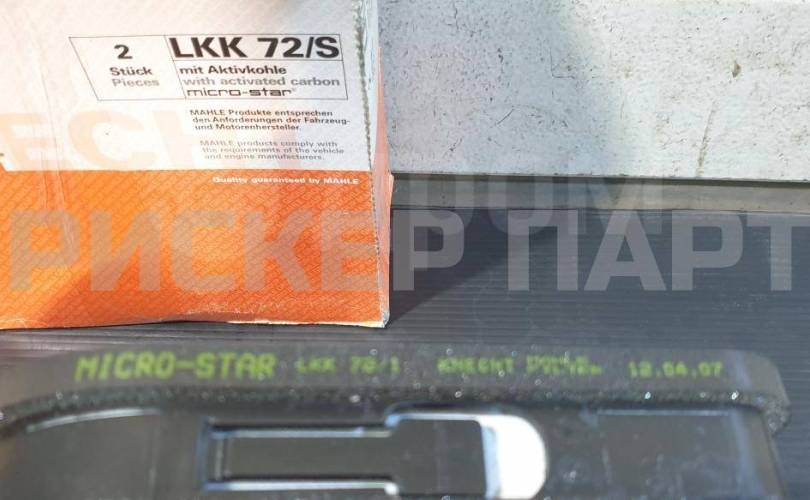 2
Stück
Pieces
LKK 72/S
mit Aktivkohle
with activated carbon
micro-star®
MAHLE Produkte entsprechen
den Anforderungen der Fahrzeug-
und Motorenhersteller.
MAHLE products comply with
the requirements of the vehicle
and engine manufacturers.
Quality guaranteed by MAHLE
РИСКЕР ПАРТ
MICRO-STAR LKK 72/1 KNECHT 12.04.07